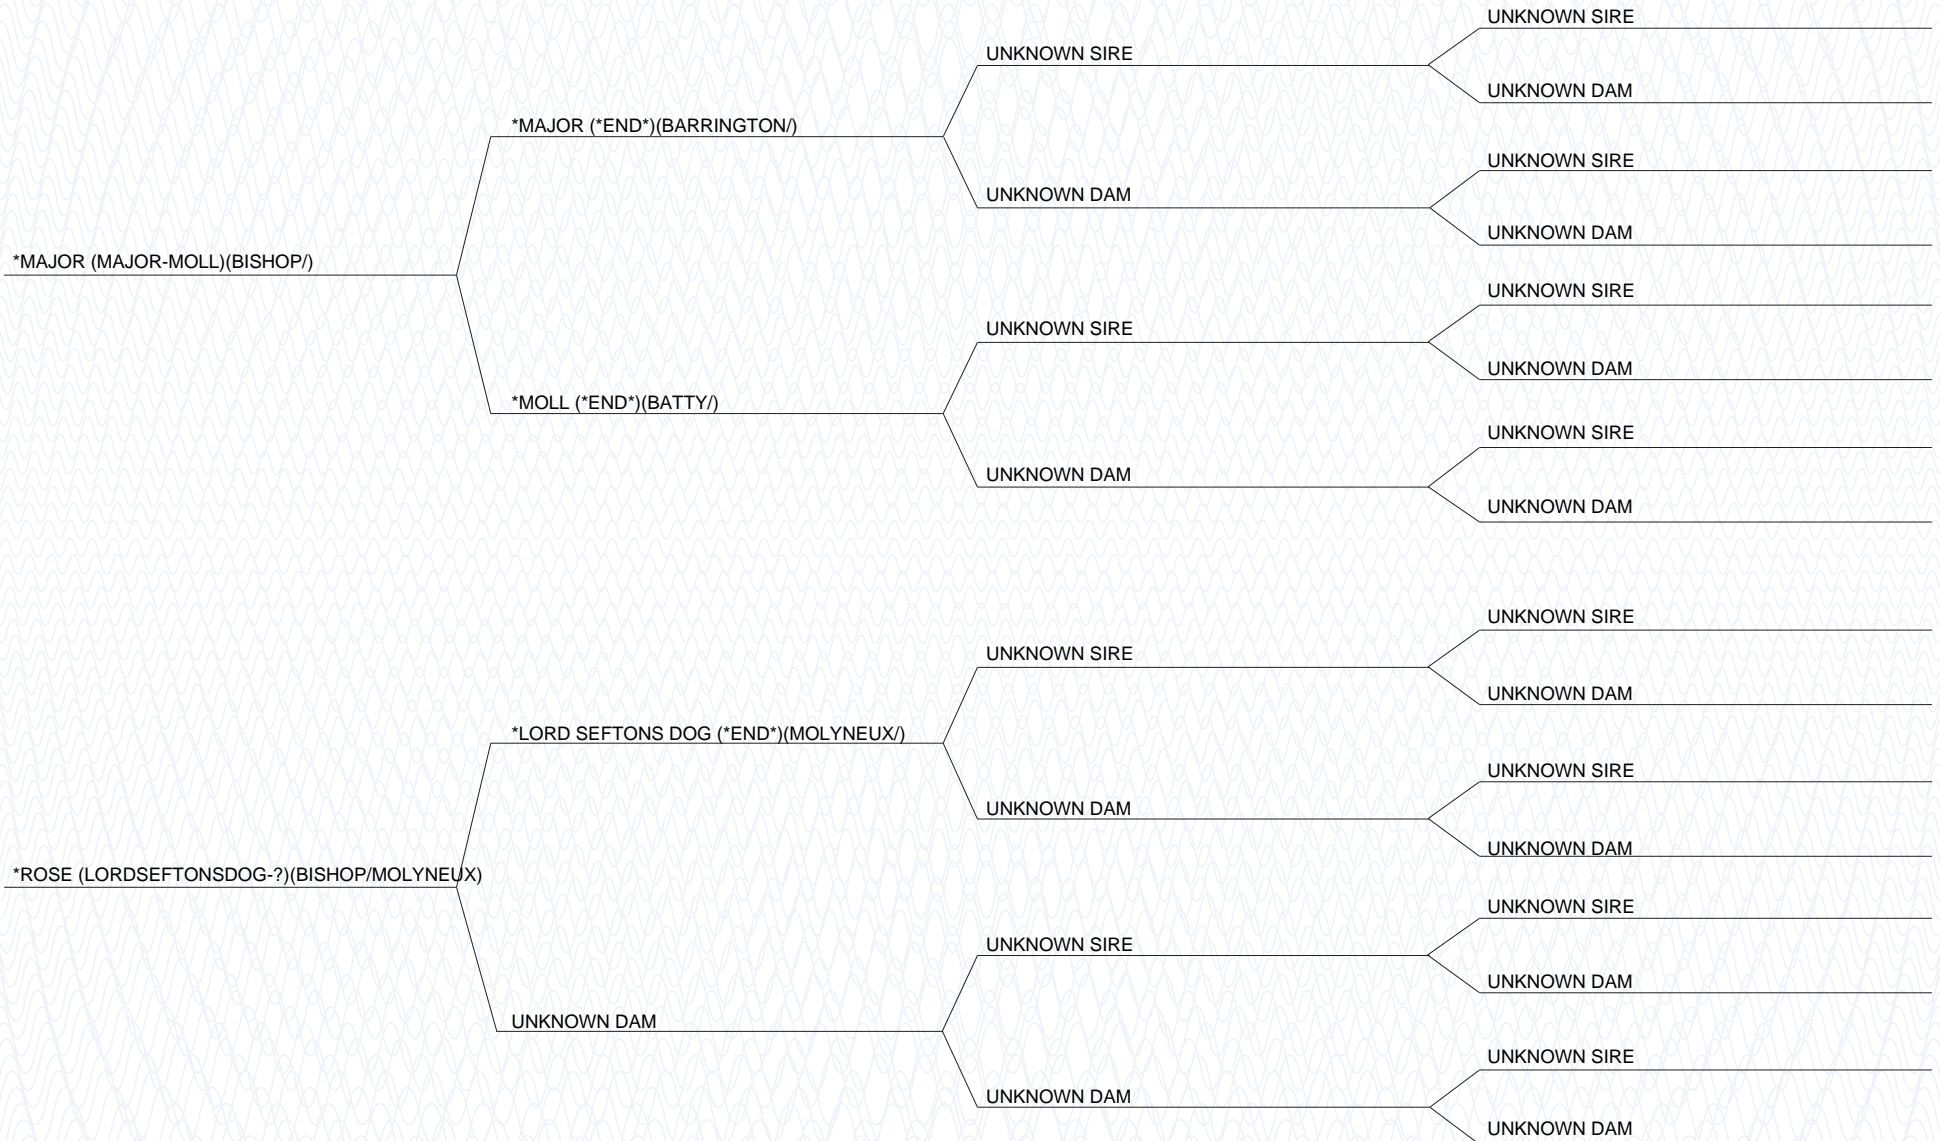 UNKNOWN SIRE
UNKNOWN SIRE
UNKNOWN DAM
*MAJOR (*END*)(BARRINGTON/)
UNKNOWN SIRE
UNKNOWN DAM
UNKNOWN DAM
*MAJOR (MAJOR-MOLL)(BISHOP/)
UNKNOWN SIRE
UNKNOWN SIRE
UNKNOWN DAM
*MOLL (*END*)(BATTY/)
UNKNOWN SIRE
UNKNOWN DAM
UNKNOWN DAM
UNKNOWN SIRE
UNKNOWN SIRE
UNKNOWN DAM
*LORD SEFTONS DOG (*END*)(MOLYNEUX/)
UNKNOWN SIRE
UNKNOWN DAM
UNKNOWN DAM
*ROSE (LORDSEFTONSDOG-?)(BISHOP/MOLYNEUX)
UNKNOWN SIRE
UNKNOWN SIRE
UNKNOWN DAM
UNKNOWN DAM
UNKNOWN SIRE
UNKNOWN DAM
UNKNOWN DAM